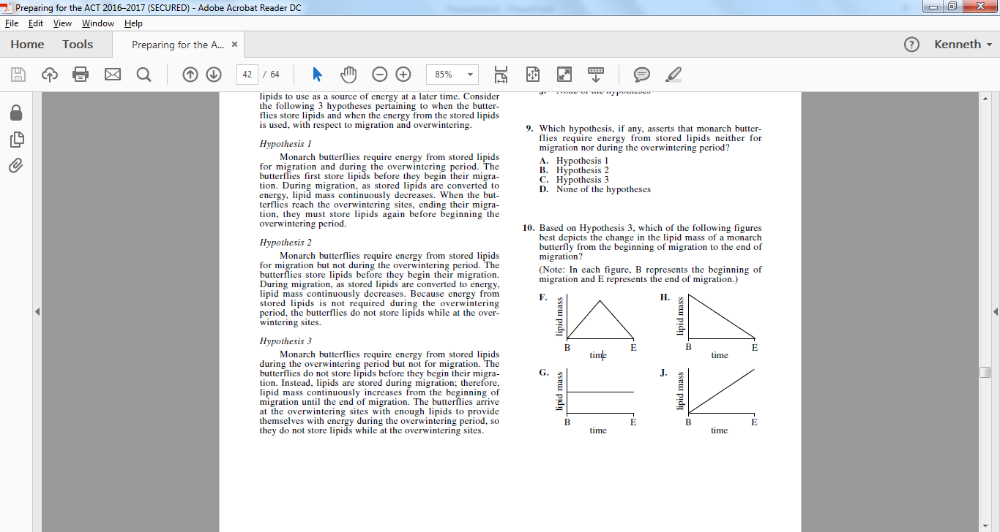 Preparing for the ACT 2016–2017 (SECURED) - Adobe Acrobat Reader DC
File Edit View Window Help
Home Tools Preparing for the A... ×
? Kenneth
42 / 64 85%
lipids to use as a source of energy at a later time. Consider
the following 3 hypotheses pertaining to when the butter-
flies store lipids and when the energy from the stored lipids
is used, with respect to migration and overwintering.
Hypothesis 1
Monarch butterflies require energy from stored lipids
for migration and during the overwintering period. The
butterflies first store lipids before they begin their migra-
tion. During migration, as stored lipids are converted to
energy, lipid mass continuously decreases. When the but-
terflies reach the overwintering sites, ending their migra-
tion, they must store lipids again before beginning the
overwintering period.
Hypothesis 2
Monarch butterflies require energy from stored lipids
for migration but not during the overwintering period. The
butterflies store lipids before they begin their migration.
During migration, as stored lipids are converted to energy,
lipid mass continuously decreases. Because energy from
stored lipids is not required during the overwintering
period, the butterflies do not store lipids while at the over-
wintering sites.
Hypothesis 3
Monarch butterflies require energy from stored lipids
during the overwintering period but not for migration. The
butterflies do not store lipids before they begin their migra-
tion. Instead, lipids are stored during migration; therefore,
lipid mass continuously increases from the beginning of
migration until the end of migration. The butterflies arrive
at the overwintering sites with enough lipids to provide
themselves with energy during the overwintering period, so
they do not store lipids while at the overwintering sites.
J. None of the hypotheses
9. Which hypothesis, if any, asserts that monarch butter-
flies require energy from stored lipids neither for
migration nor during the overwintering period?
A. Hypothesis 1
B. Hypothesis 2
C. Hypothesis 3
D. None of the hypotheses
10. Based on Hypothesis 3, which of the following figures
best depicts the change in the lipid mass of a monarch
butterfly from the beginning of migration to the end of
migration?
(Note: In each figure, B represents the beginning of
migration and E represents the end of migration.)
F.
lipid mass
B E
time
H.
lipid mass
B E
time
G.
lipid mass
B E
time
J.
lipid mass
B E
time